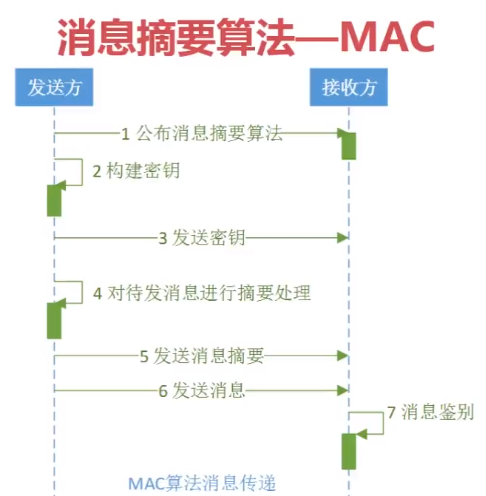 消息摘要算法—MAC
发送方
接收方
1 公布消息摘要算法
2 构建密钥
3 发送密钥
4 对待发消息进行摘要处理
5 发送消息摘要
6 发送消息
7 消息鉴别
MAC算法消息传递